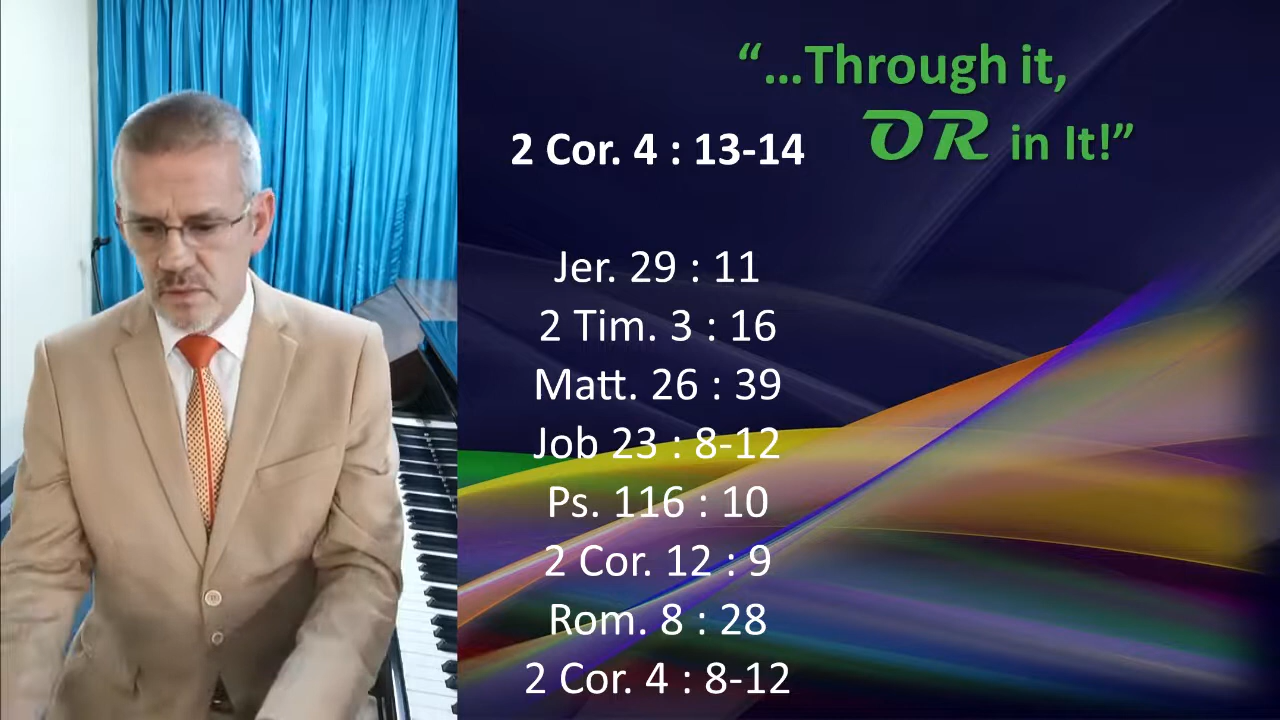 “...Through it,
OR in It!”
2 Cor. 4 : 13-14
Jer. 29 : 11
2 Tim. 3 : 16
Matt. 26 : 39
Job 23 : 8-12
Ps. 116 : 10
2 Cor. 12 : 9
Rom. 8 : 28
2 Cor. 4 : 8-12